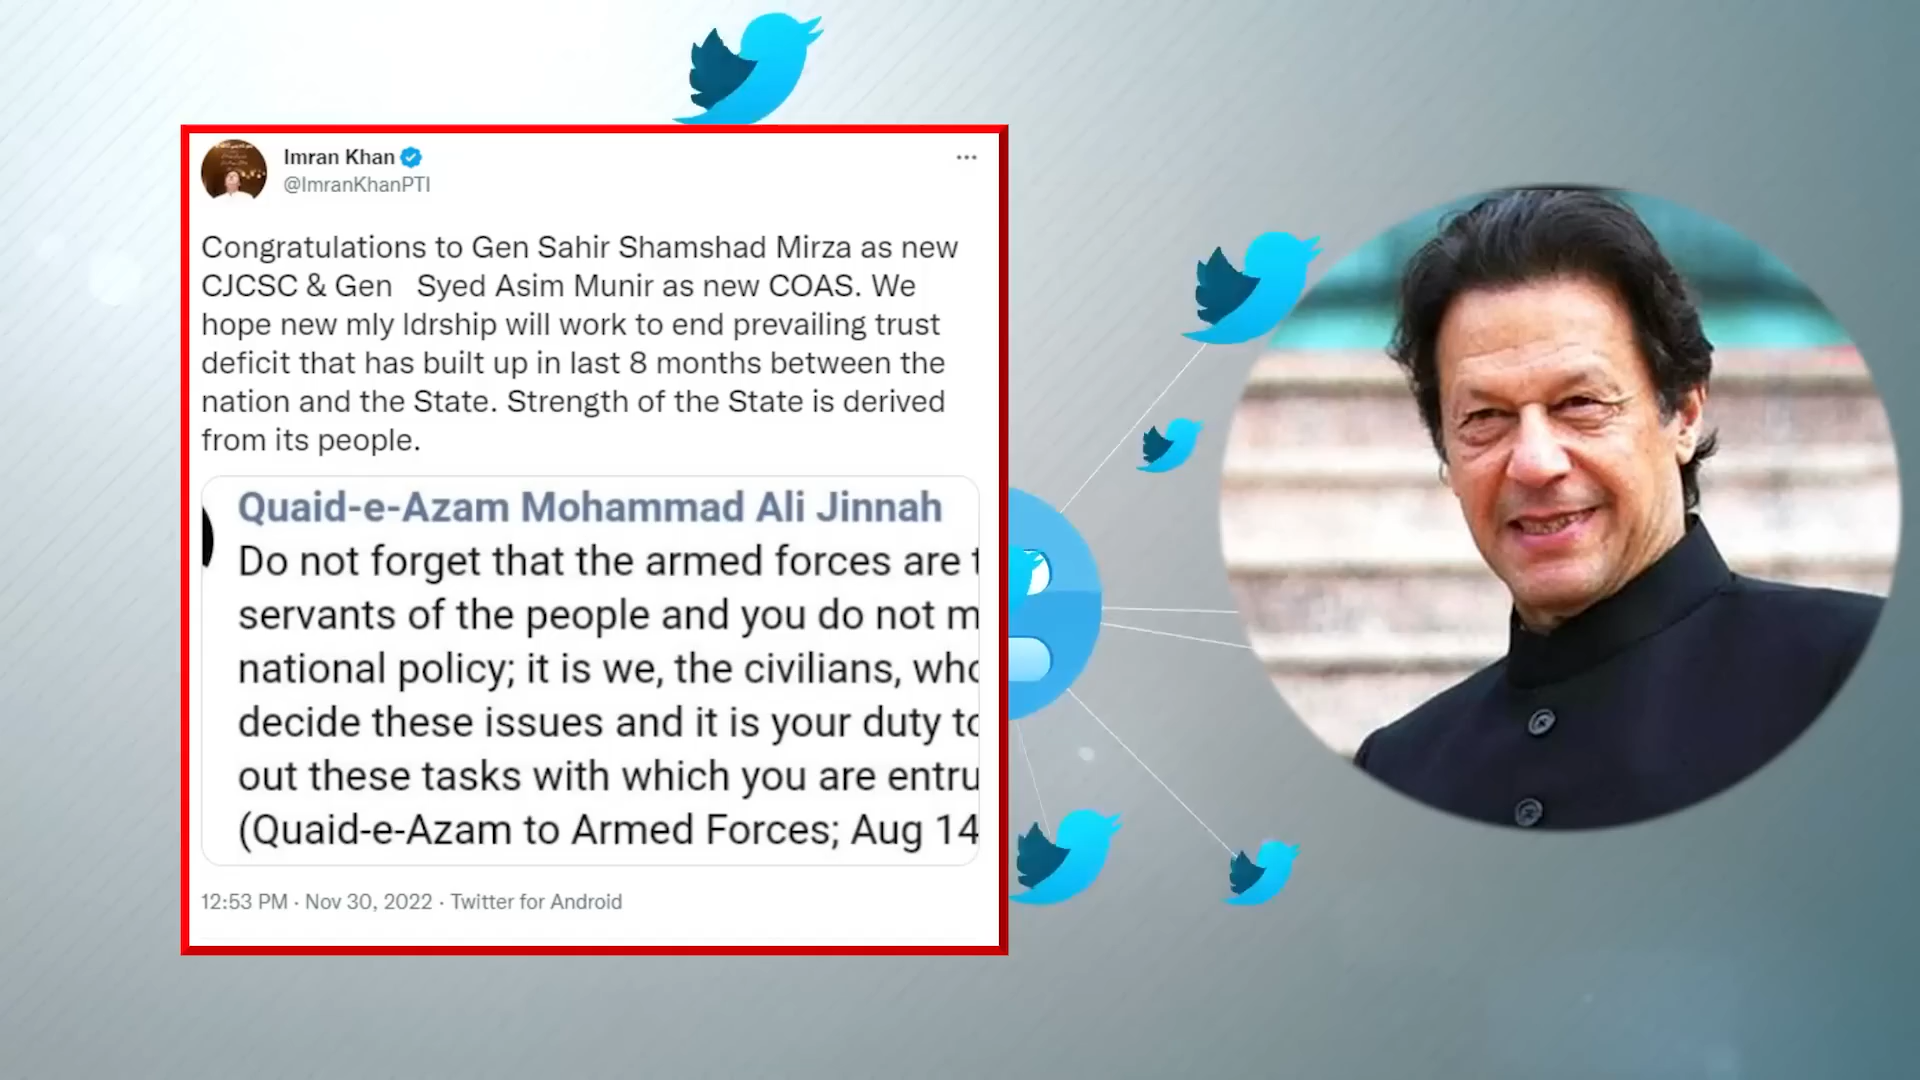 Imran Khan
@ImranKhanPTI
Congratulations to Gen Sahir Shamshad Mirza as new
CJCSC & Gen Syed Asim Munir as new COAS. We
hope new mly ldrship will work to end prevailing trust
deficit that has built up in last 8 months between the
nation and the State. Strength of the State is derived
from its people.
Quaid-e-Azam Mohammad Ali Jinnah
Do not forget that the armed forces are
servants of the people and you do not
national policy; it is we, the civilians,
decide these issues and it is your duty
out these tasks with which you are
(Quaid-e-Azam to Armed Forces; Aug 14
12:53 PM · Nov 30, 2022 · Twitter for Android